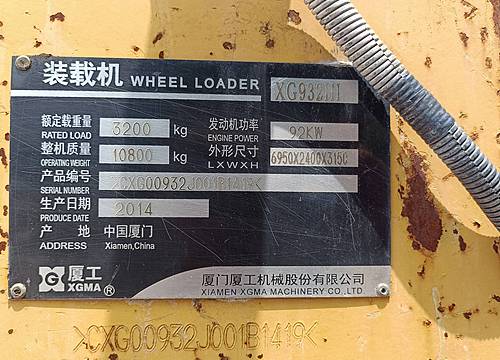 装载机 WHEEL LOADER XG932H
额定载重量 3200 kg 发动机功率 92KW
RATED LOAD ENGINE POWER
整机质量 10800 kg 外形尺寸 6950X2400X3150
OPERATING WEIGHT LXWXH
产品编号 >CXG00932J001B1419<
SERIAL NUMBER
生产日期 2014
PRODUCE DATE
产 地 中国厦门
ADDRESS Xiamen,China
厦工 厦门厦工机械股份有限公司
XGMA® XIAMEN XGMA MACHINERY CO.,LTD.
>CXG00932J001B1419<